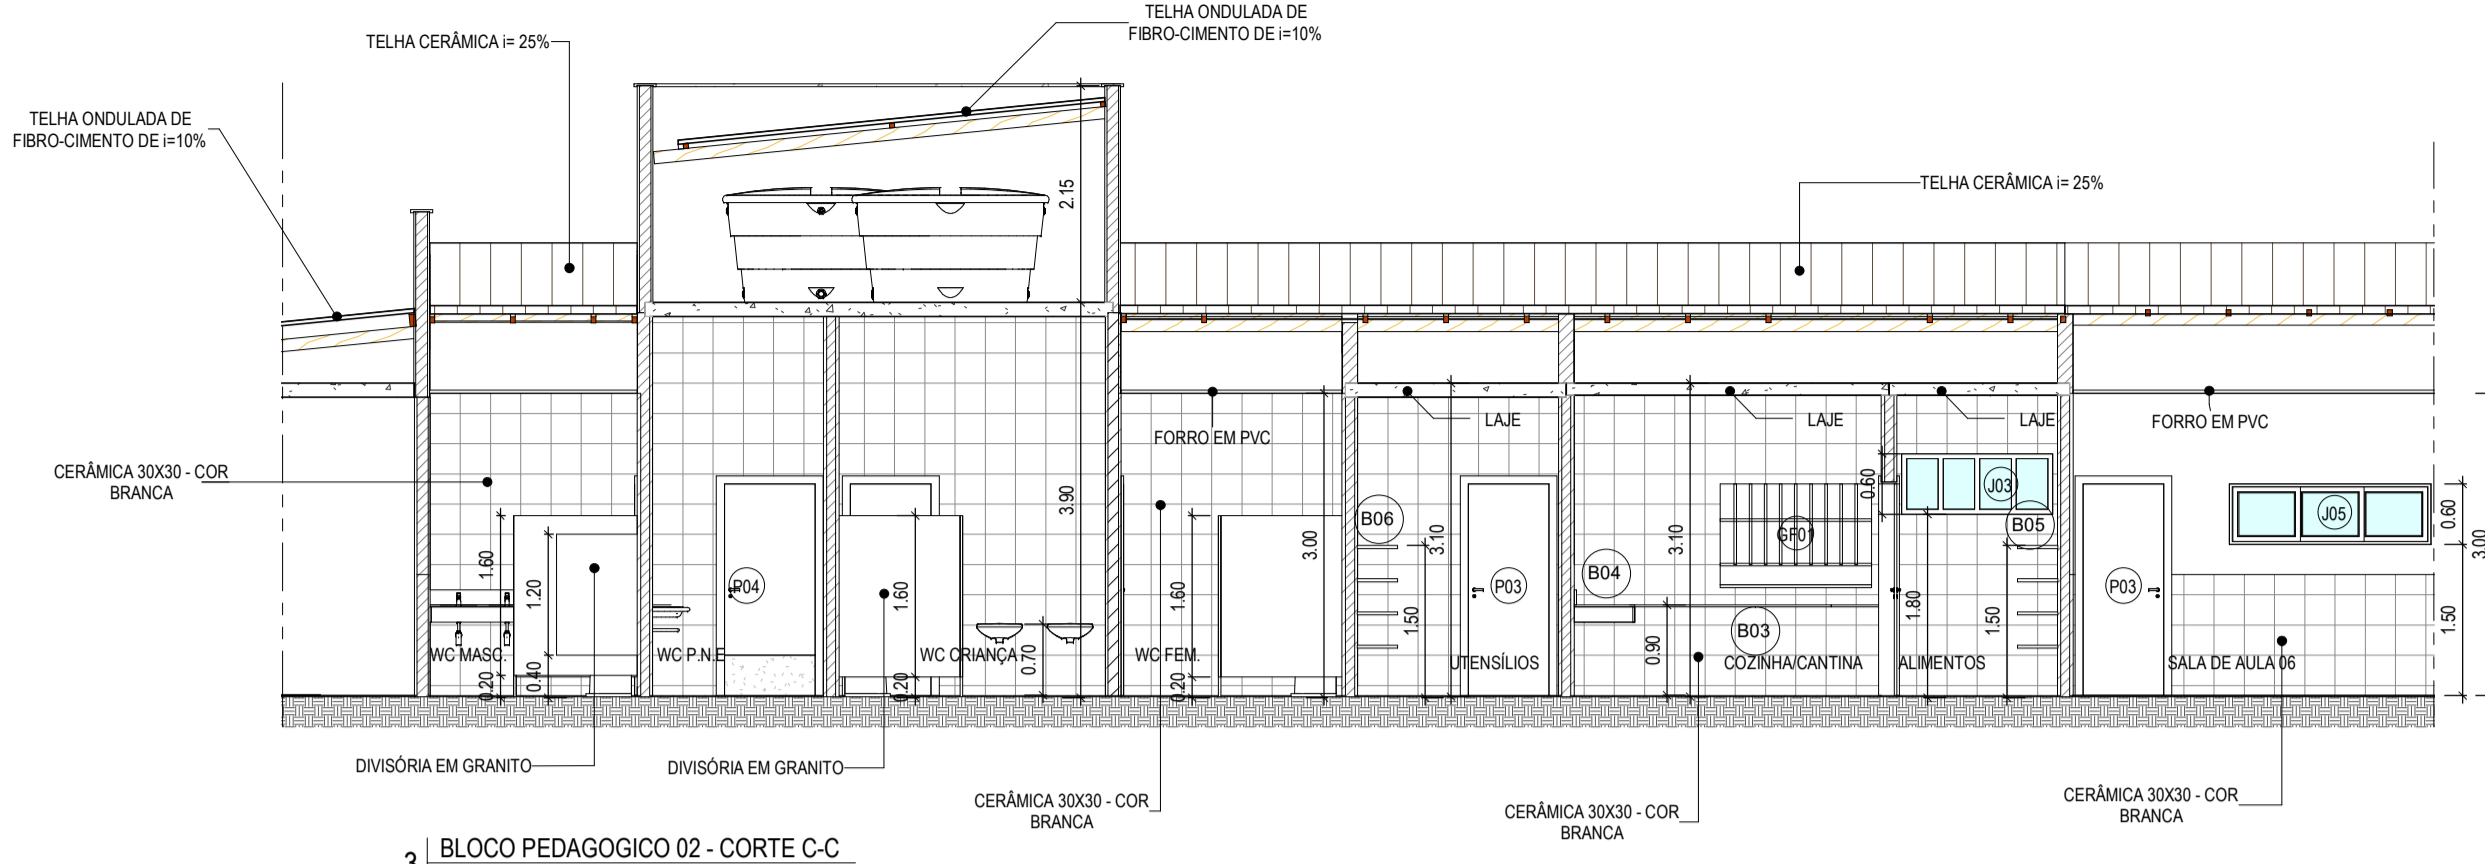 TELHA ONDULADA DE
FIBRO-CIMENTO DE i=10%
TELHA CERÂMICA i= 25%
TELHA ONDULADA DE
FIBRO-CIMENTO DE i=10%
TELHA CERÂMICA i= 25%
2.15
LAJE
LAJE
LAJE
FORRO EM PVC
FORRO EM PVC
CERÂMICA 30X30 - COR
BRANCA
1.60
1.20
0.20
0.40
P04
1.60
0.20
0.70
3.90
1.60
0.20
3.00
B06
1.50
3.10
P03
B04
0.90
3.10
GF01
B03
0.60
J03
B05
1.80
1.50
P03
J05
0.60
1.50
3.00
WC MASC.
WC P.N.E
WC CRIANÇA
WC FEM.
UTENSÍLIOS
COZINHA/CANTINA
ALIMENTOS
SALA DE AULA 06
DIVISÓRIA EM GRANITO
DIVISÓRIA EM GRANITO
CERÂMICA 30X30 - COR
BRANCA
CERÂMICA 30X30 - COR
BRANCA
CERÂMICA 30X30 - COR
BRANCA
3
BLOCO PEDAGOGICO 02 - CORTE C-C